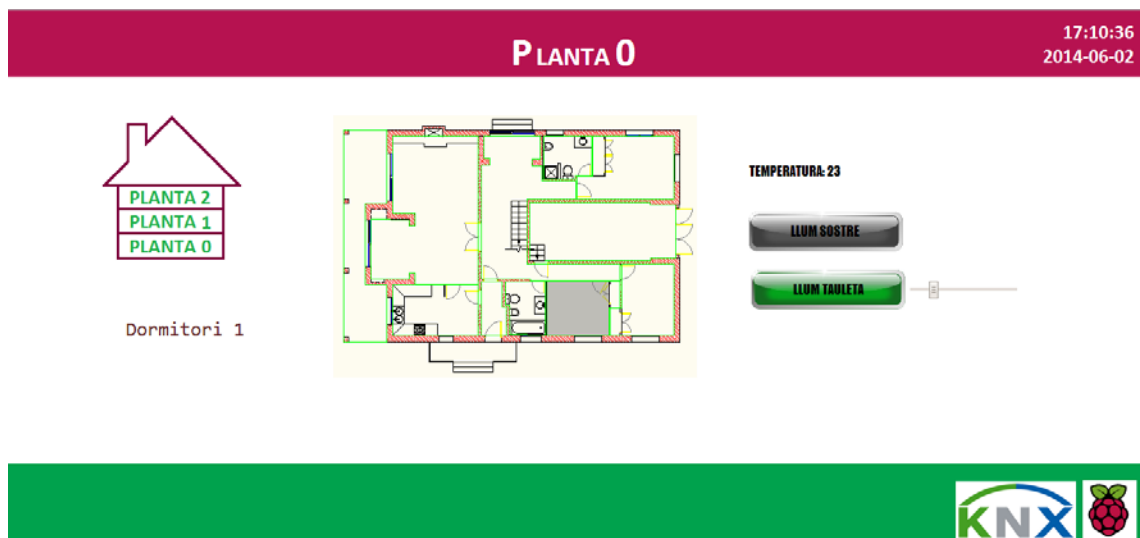 PLANTA 0
17:10:36
2014-06-02
PLANTA 2
PLANTA 1
PLANTA 0
Dormitori 1
TEMPERATURA: 23
LLUM SOSTRE
LLUM TAULETA
KNX